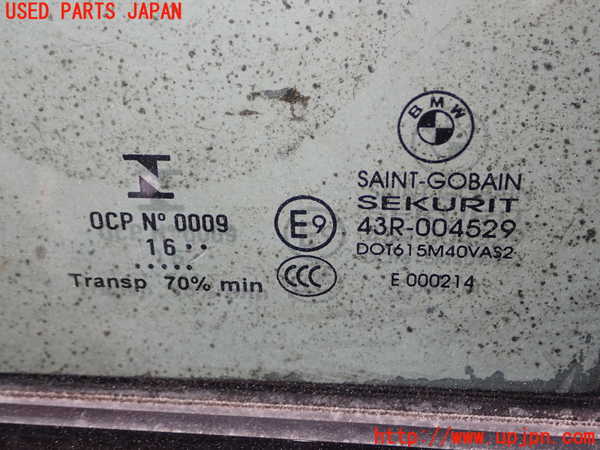 USED PARTS JAPAN
BMW
SAINT-GOBAIN
SEKURIT
43R-004529
DOT615M40VAS2
E 000214
E9
CCC
OCP Nº 0009
16 ··
·····
Transp 70% min
http://www.upjpn.com/